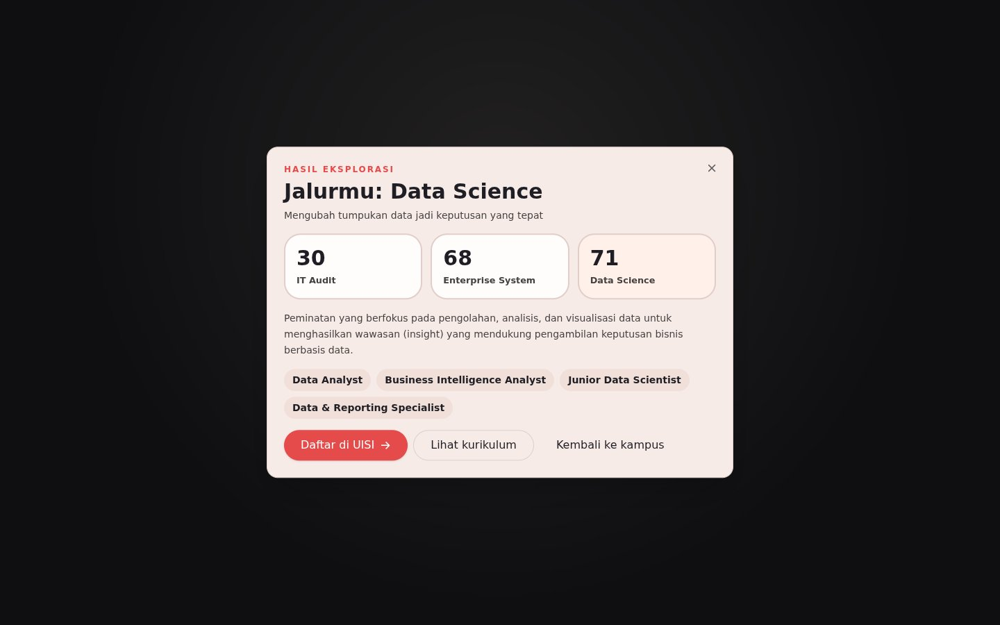 HASIL EKSPLORASI
Jalurmu: Data Science
Mengubah tumpukan data jadi keputusan yang tepat
30
IT Audit
68
Enterprise System
71
Data Science
Peminatan yang berfokus pada pengolahan, analisis, dan visualisasi data untuk
menghasilkan wawasan (insight) yang mendukung pengambilan keputusan bisnis
berbasis data.
Data Analyst
Business Intelligence Analyst
Junior Data Scientist
Data & Reporting Specialist
Daftar di UISI →
Lihat kurikulum
Kembali ke kampus